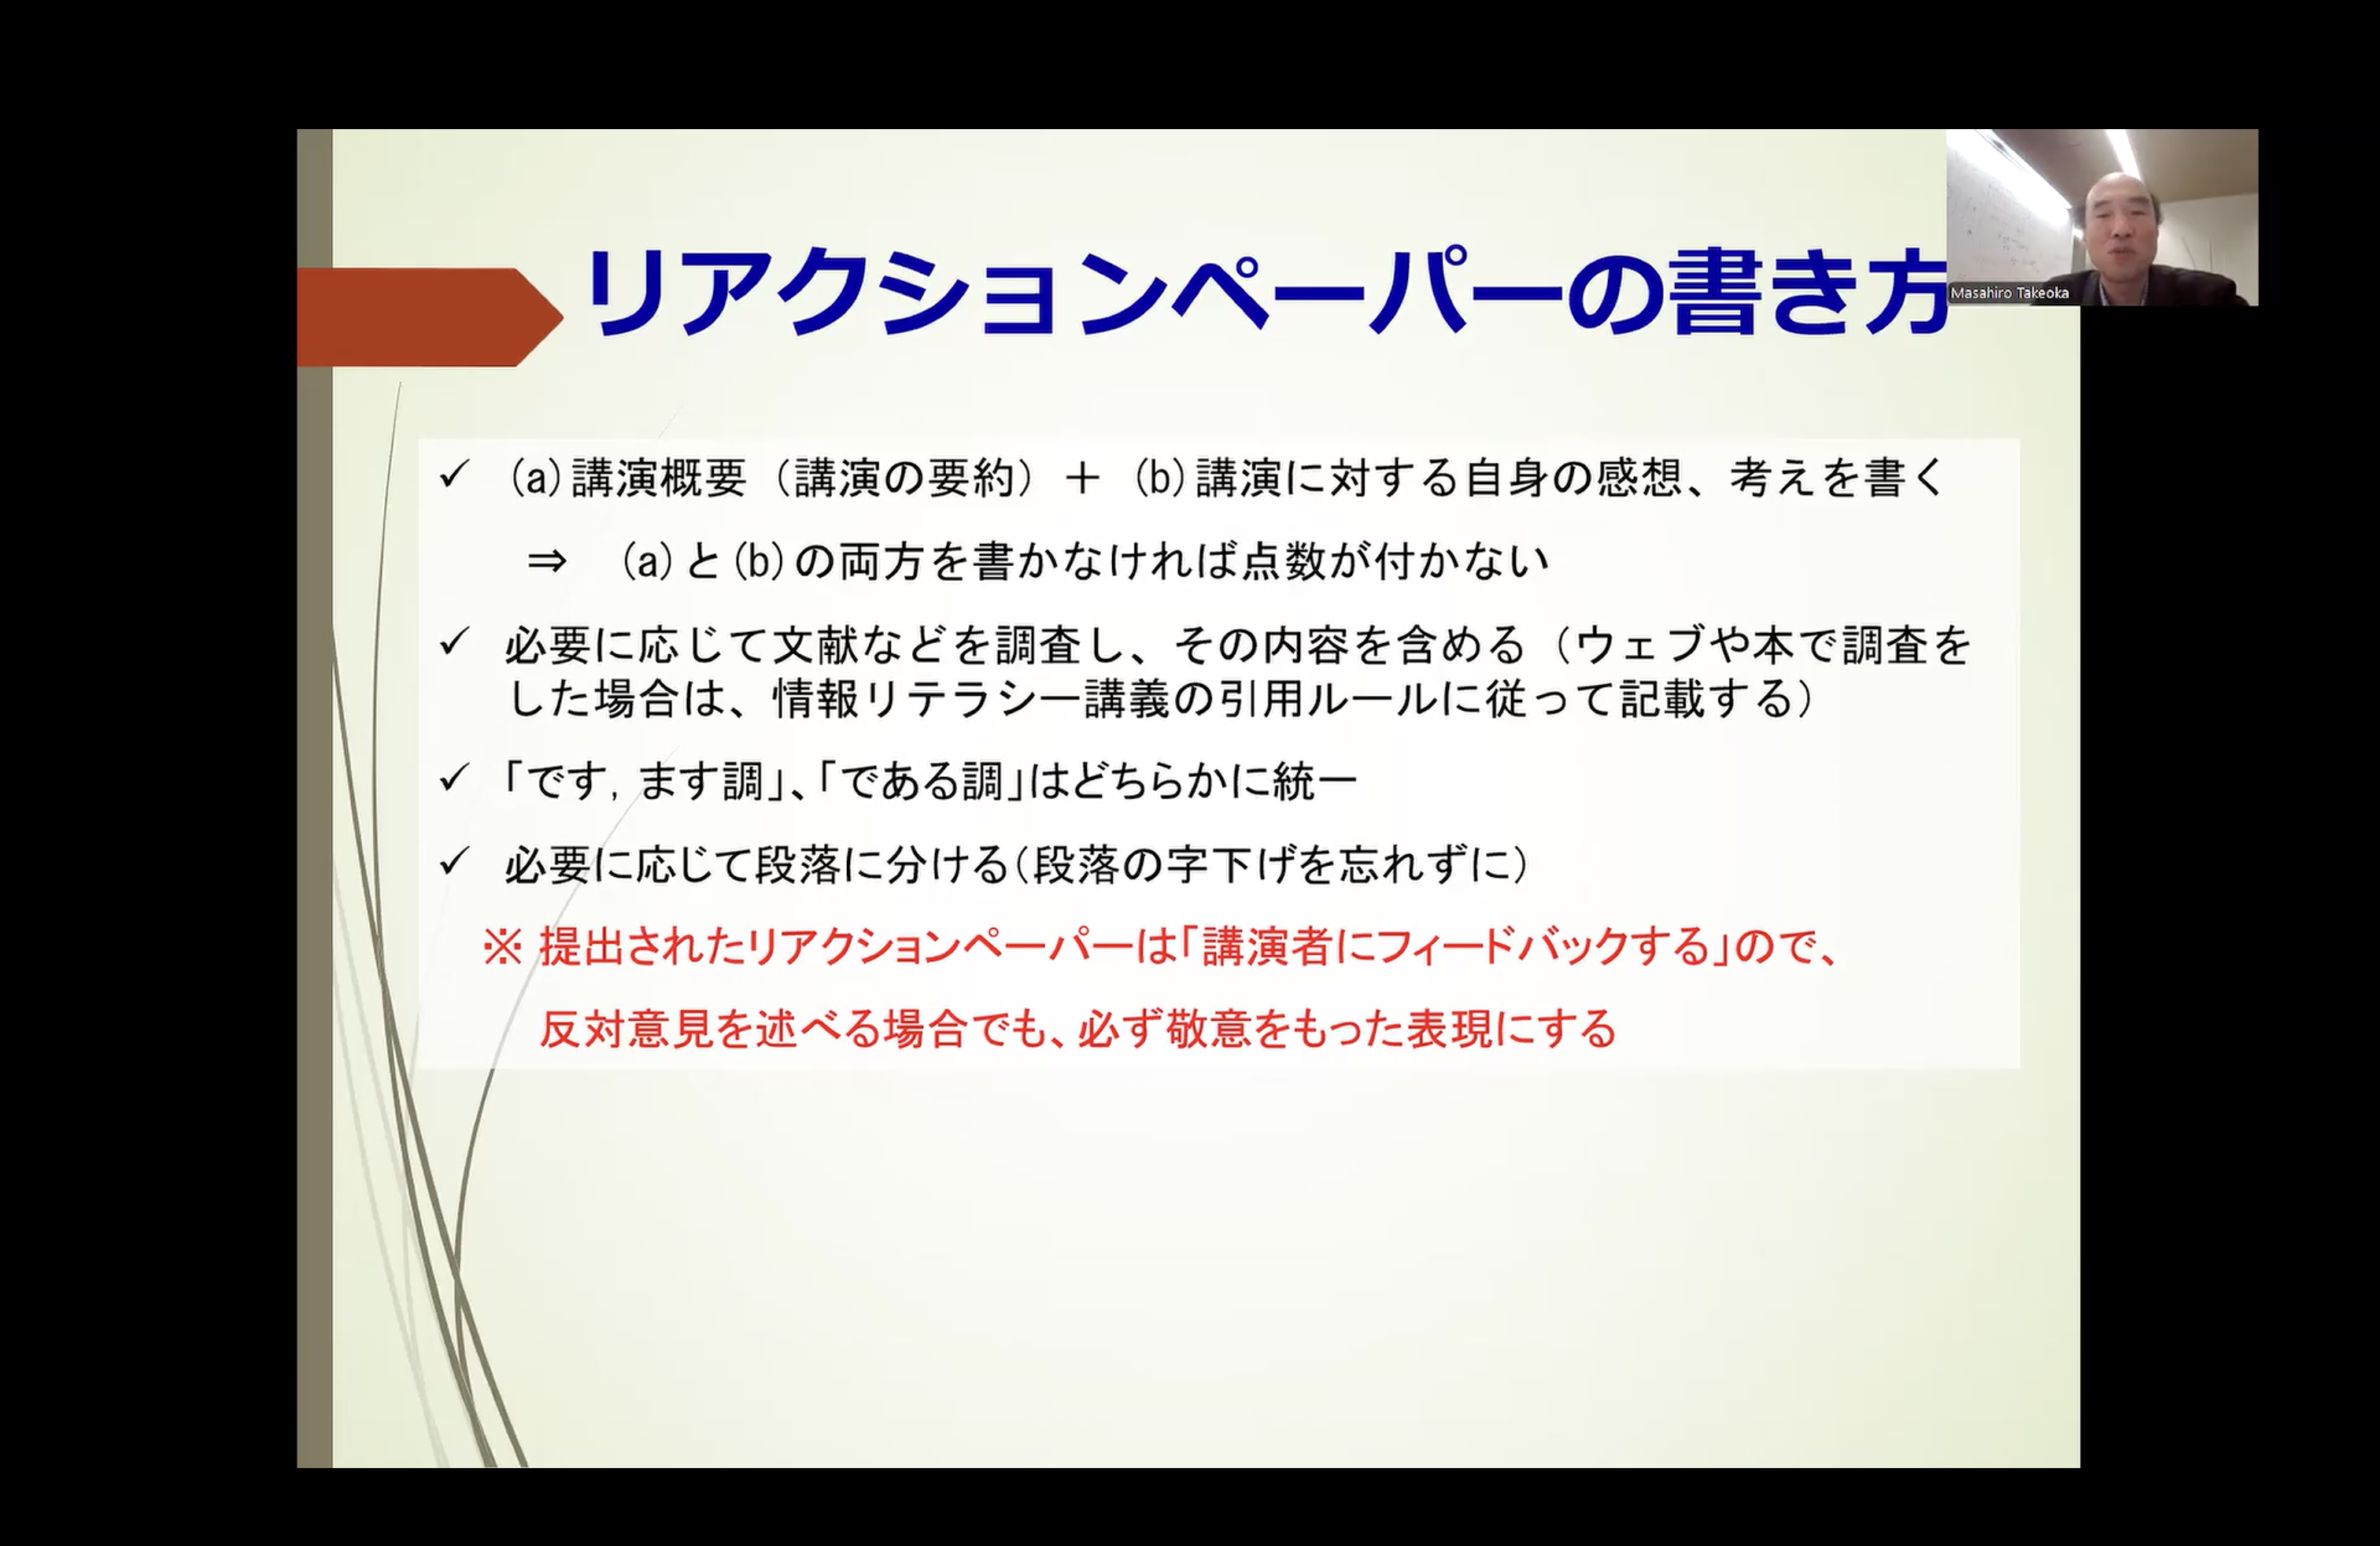 リアクションペーパーの書き方
Masahiro Takeoka
✓ (a)講演概要（講演の要約）＋ (b)講演に対する自身の感想、考えを書く
⇒ (a)と(b)の両方を書かなければ点数が付かない
✓ 必要に応じて文献などを調査し、その内容を含める（ウェブや本で調査を
した場合は、情報リテラシー講義の引用ルールに従って記載する）
✓ 「です, ます調」、「である調」はどちらかに統一
✓ 必要に応じて段落に分ける(段落の字下げを忘れずに)
※ 提出されたリアクションペーパーは「講演者にフィードバックする」ので、
反対意見を述べる場合でも、必ず敬意をもった表現にする